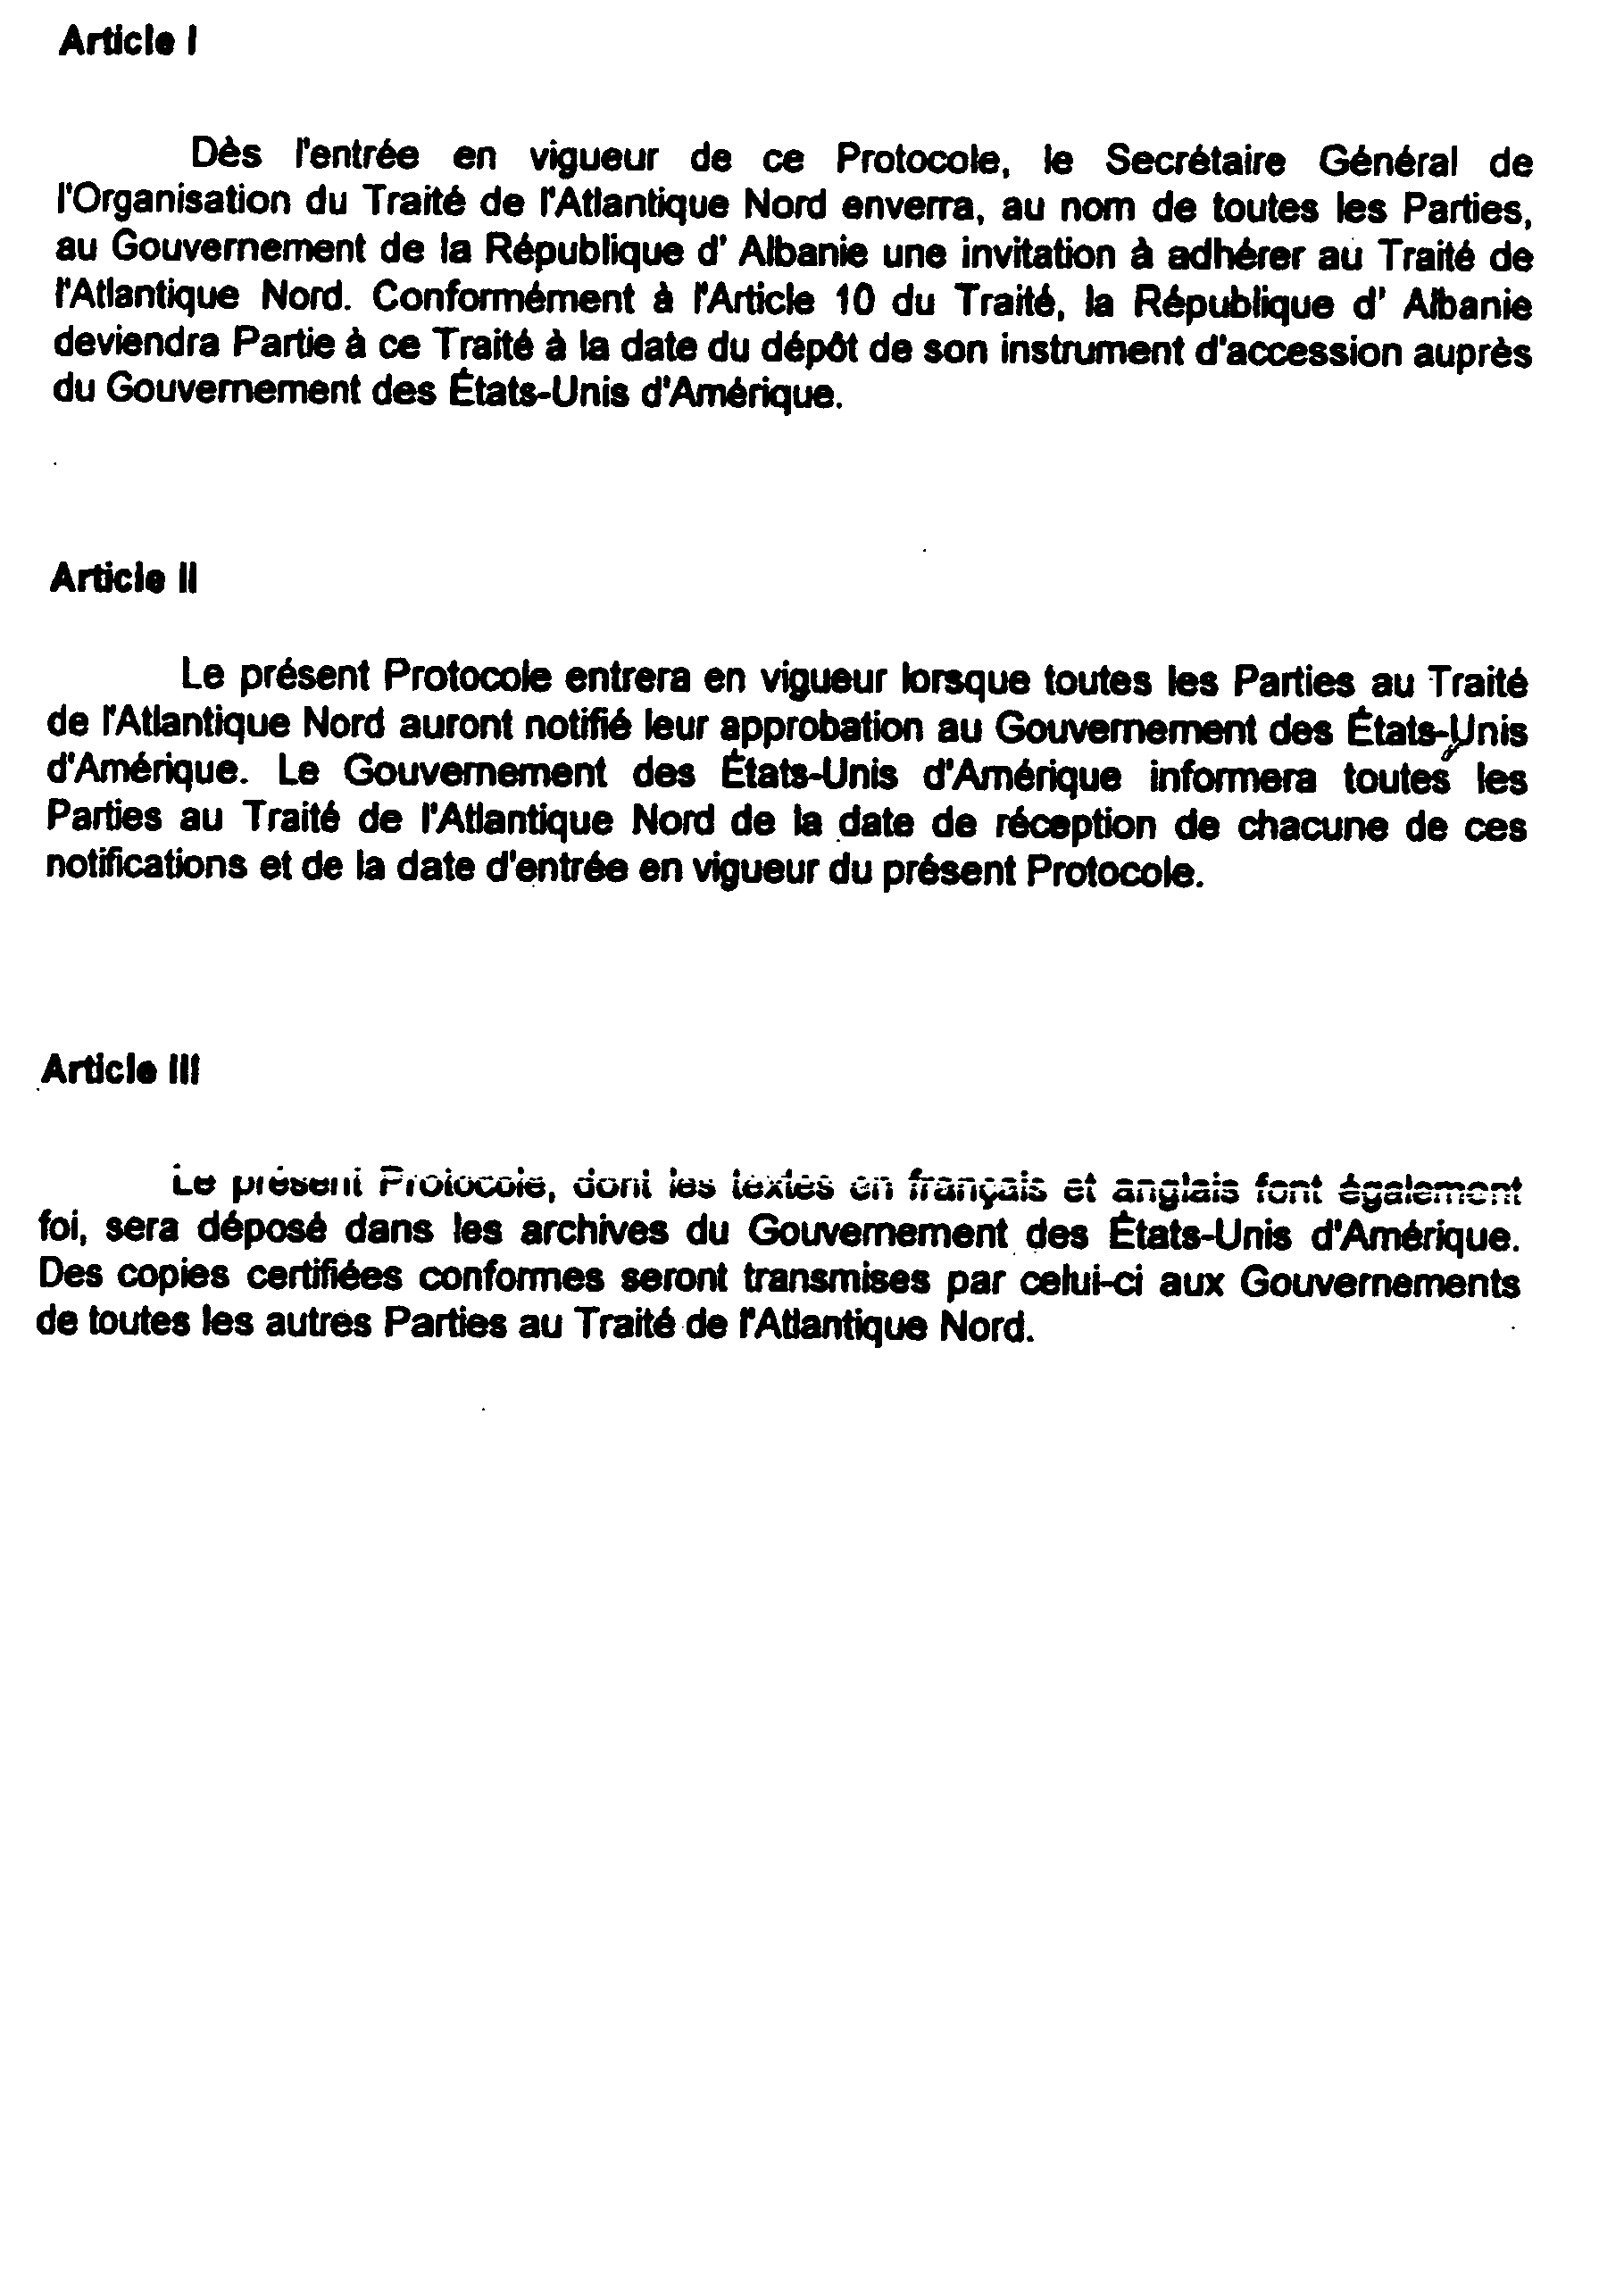 Article I
Dès l'entrée en vigueur de ce Protocole, le Secrétaire Général de
l'Organisation du Traité de l'Atlantique Nord enverra, au nom de toutes les Parties,
au Gouvernement de la République d' Albanie une invitation à adhérer au Traité de
l'Atlantique Nord. Conformément à l'Article 10 du Traité, la République d' Albanie
deviendra Partie à ce Traité à la date du dépôt de son instrument d'accession auprès
du Gouvernement des États-Unis d'Amérique.
Article II
Le présent Protocole entrera en vigueur lorsque toutes les Parties au Traité
de l'Atlantique Nord auront notifié leur approbation au Gouvernement des États-Unis
d'Amérique. Le Gouvernement des États-Unis d'Amérique informera toutes les
Parties au Traité de l'Atlantique Nord de la date de réception de chacune de ces
notifications et de la date d'entrée en vigueur du présent Protocole.
Article III
Le présent Protocole, dont les textes en français et anglais font également
foi, sera déposé dans les archives du Gouvernement des États-Unis d'Amérique.
Des copies certifiées conformes seront transmises par celui-ci aux Gouvernements
de toutes les autres Parties au Traité de l'Atlantique Nord.